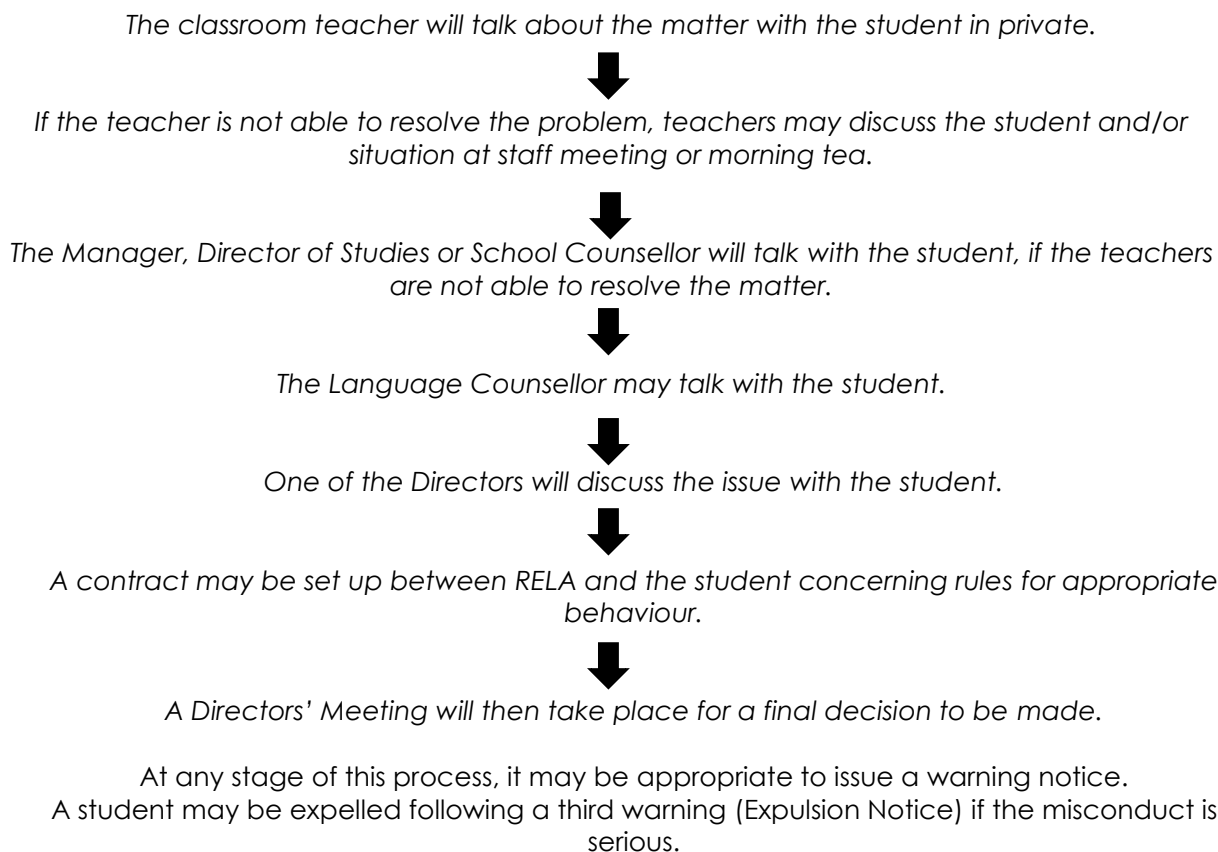 The classroom teacher will talk about the matter with the student in private.
If the teacher is not able to resolve the problem, teachers may discuss the student and/or
situation at staff meeting or morning tea.
The Manager, Director of Studies or School Counsellor will talk with the student, if the teachers
are not able to resolve the matter.
The Language Counsellor may talk with the student.
One of the Directors will discuss the issue with the student.
A contract may be set up between RELA and the student concerning rules for appropriate
behaviour.
A Directors’ Meeting will then take place for a final decision to be made.
At any stage of this process, it may be appropriate to issue a warning notice.
A student may be expelled following a third warning (Expulsion Notice) if the misconduct is
serious.